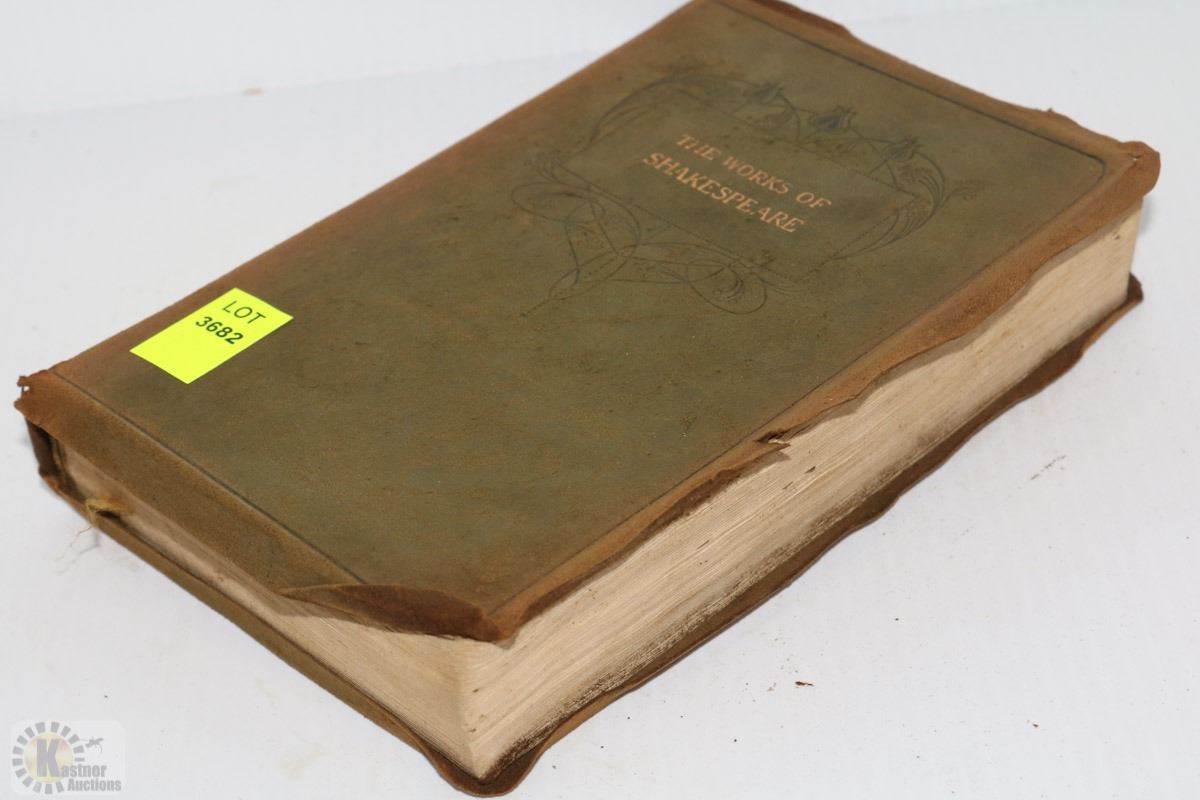 THE WORKS OF
SHAKESPEARE
LOT
3682
Kastner
Auctions